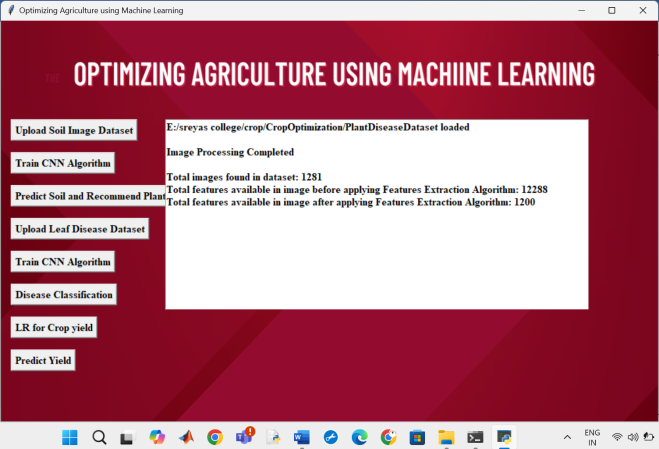 Optimizing Agriculture using Machine Learning
OPTIMIZING AGRICULTURE USING MACHIINE LEARNING
Upload Soil Image Dataset
Train CNN Algorithm
Predict Soil and Recommend Plant
Upload Leaf Disease Dataset
Train CNN Algorithm
Disease Classification
LR for Crop yield
Predict Yield
E:/sreyas college/crop/CropOptimization/PlantDiseaseDataset loaded
Image Processing Completed
Total images found in dataset: 1281
Total features available in image before applying Features Extraction Algorithm: 12288
Total features available in image after applying Features Extraction Algorithm: 1200
ENG
IN